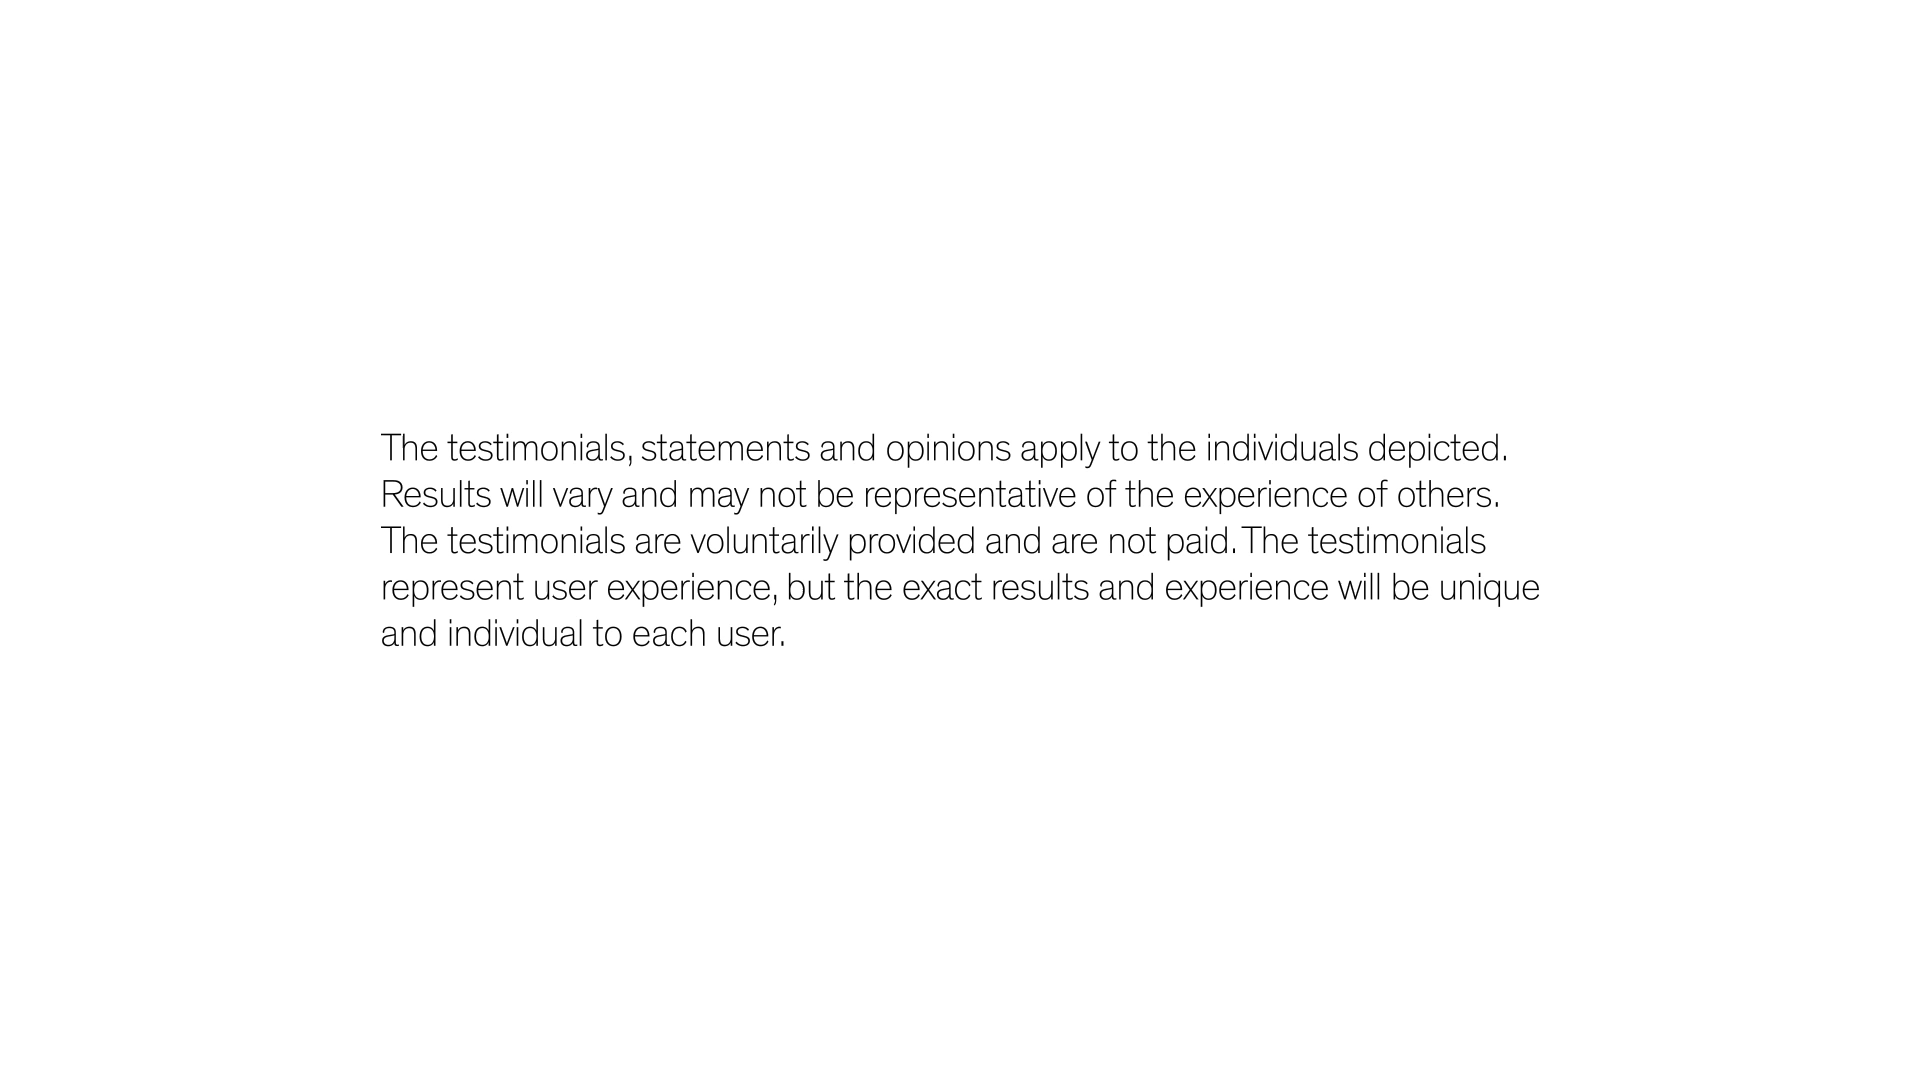 The testimonials, statements and opinions apply to the individuals depicted.
Results will vary and may not be representative of the experience of others.
The testimonials are voluntarily provided and are not paid. The testimonials
represent user experience, but the exact results and experience will be unique
and individual to each user.